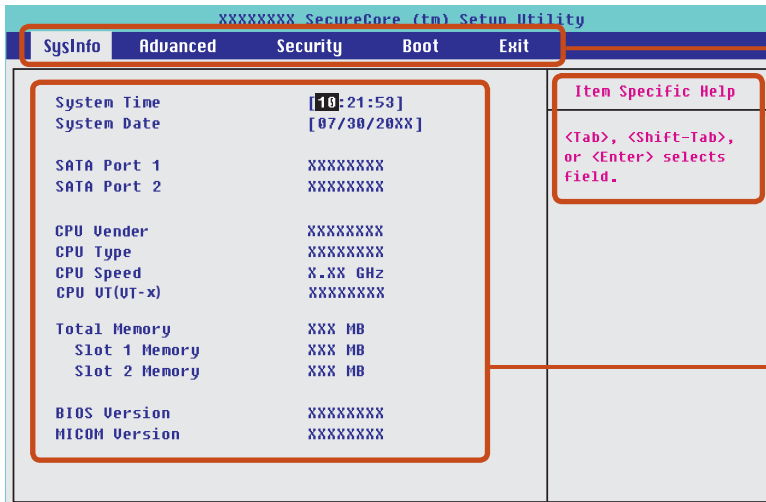 XXXXXXXX SecureCore (tm) Setup Utility
SysInfo Advanced Security Boot Exit
System Time [10:21:53]
System Date [07/30/20XX]
SATA Port 1 XXXXXXXX
SATA Port 2 XXXXXXXX
CPU Vender XXXXXXXX
CPU Type XXXXXXXX
CPU Speed X.XX GHz
CPU VT(VT-x) XXXXXXXX
Total Memory XXX MB
Slot 1 Memory XXX MB
Slot 2 Memory XXX MB
BIOS Version XXXXXXXX
MICOM Version XXXXXXXX
Item Specific Help
<Tab>, <Shift-Tab>,
or <Enter> selects
field.